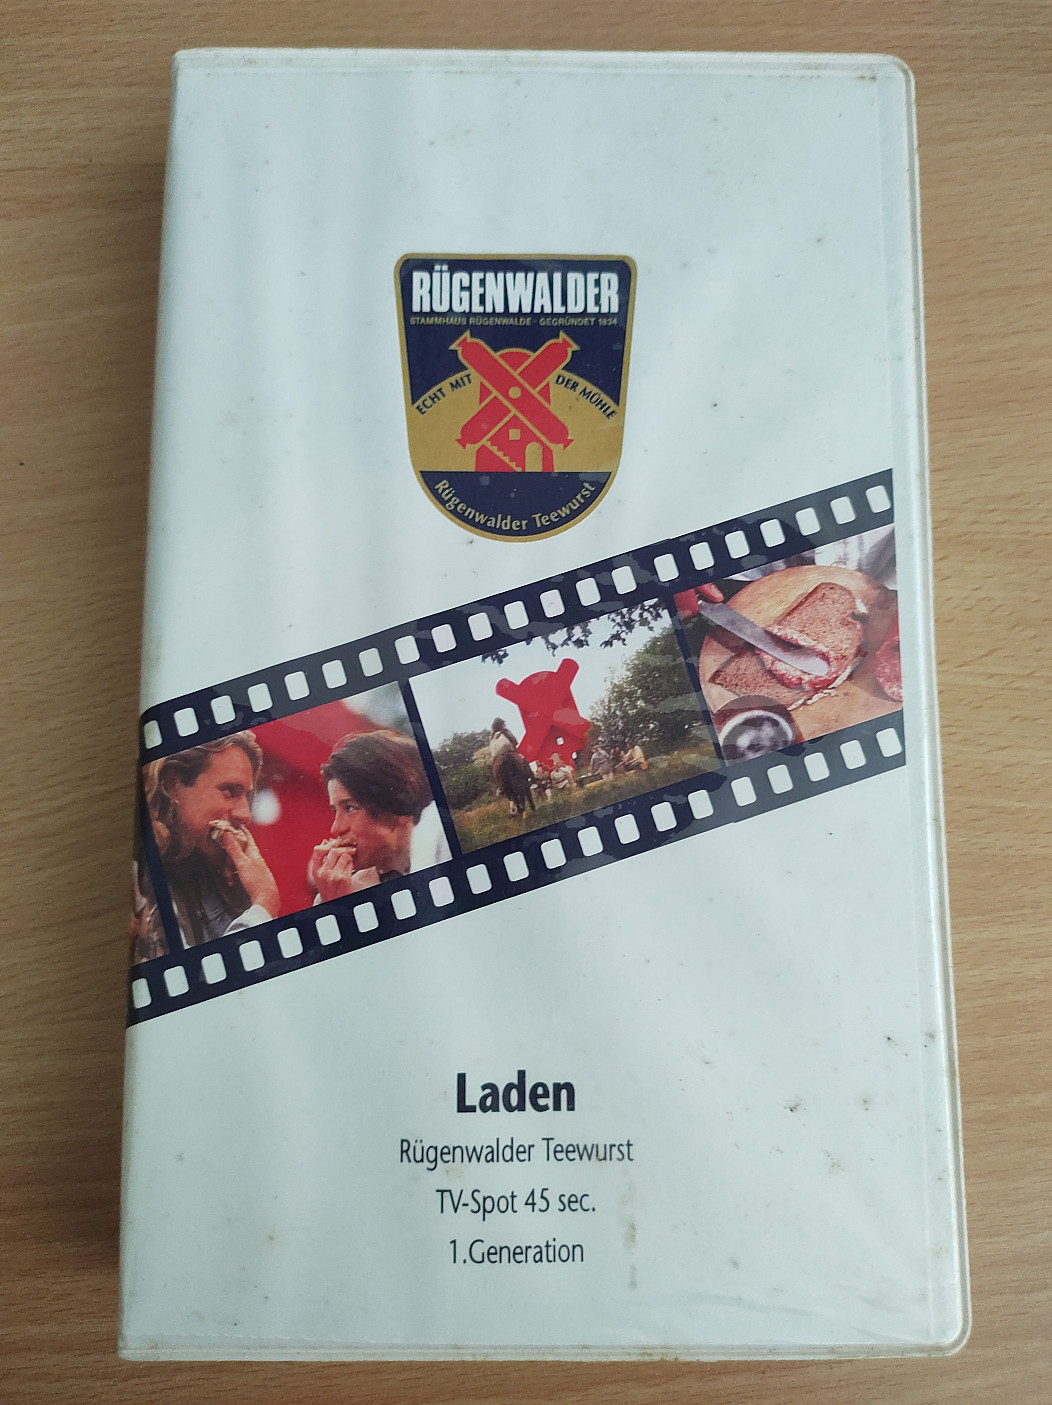 RÜGENWALDER
STAMMHAUS RÜGENWALDE - GEGRÜNDET 1834
ECHT MIT DER MÜHLE
Rügenwalder Teewurst
Laden
Rügenwalder Teewurst
TV-Spot 45 sec.
1.Generation